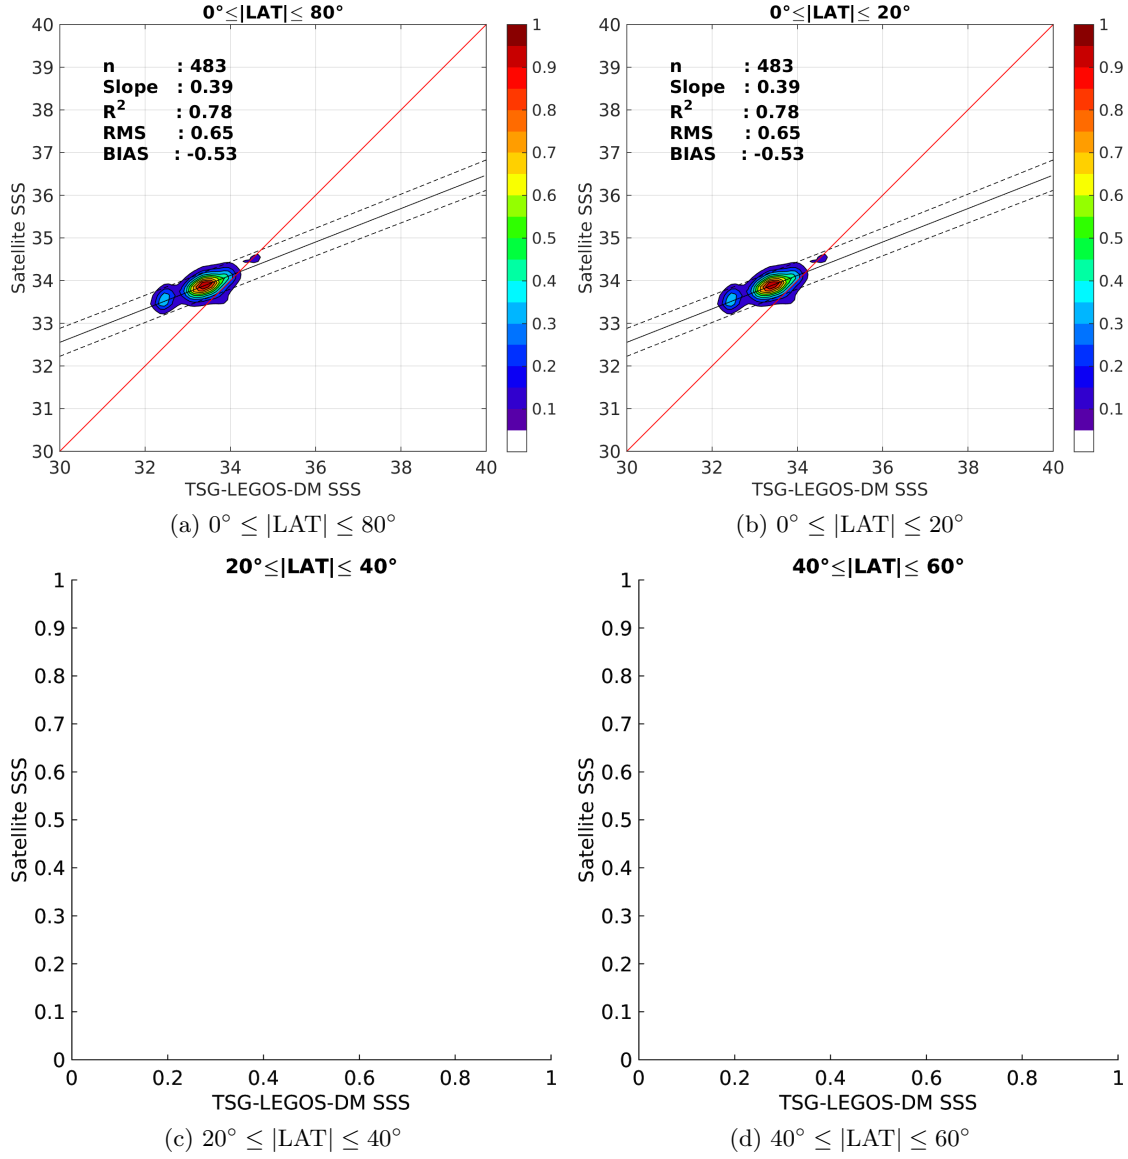 0°≤|LAT|≤ 80°
40
39
38
37
36
35
34
33
32
31
30
n : 483
Slope : 0.39
R2 : 0.78
RMS : 0.65
BIAS : -0.53
Satellite SSS
30 32 34 36 38 40
TSG-LEGOS-DM SSS
1
0.9
0.8
0.7
0.6
0.5
0.4
0.3
0.2
0.1
(a) 0° ≤ |LAT| ≤ 80°
0°≤|LAT|≤ 20°
40
39
38
37
36
35
34
33
32
31
30
n : 483
Slope : 0.39
R2 : 0.78
RMS : 0.65
BIAS : -0.53
Satellite SSS
30 32 34 36 38 40
TSG-LEGOS-DM SSS
1
0.9
0.8
0.7
0.6
0.5
0.4
0.3
0.2
0.1
(b) 0° ≤ |LAT| ≤ 20°
20°≤|LAT|≤ 40°
1
0.9
0.8
0.7
0.6
0.5
0.4
0.3
0.2
0.1
0
Satellite SSS
0 0.2 0.4 0.6 0.8 1
TSG-LEGOS-DM SSS
(c) 20° ≤ |LAT| ≤ 40°
40°≤|LAT|≤ 60°
1
0.9
0.8
0.7
0.6
0.5
0.4
0.3
0.2
0.1
0
Satellite SSS
0 0.2 0.4 0.6 0.8 1
TSG-LEGOS-DM SSS
(d) 40° ≤ |LAT| ≤ 60°